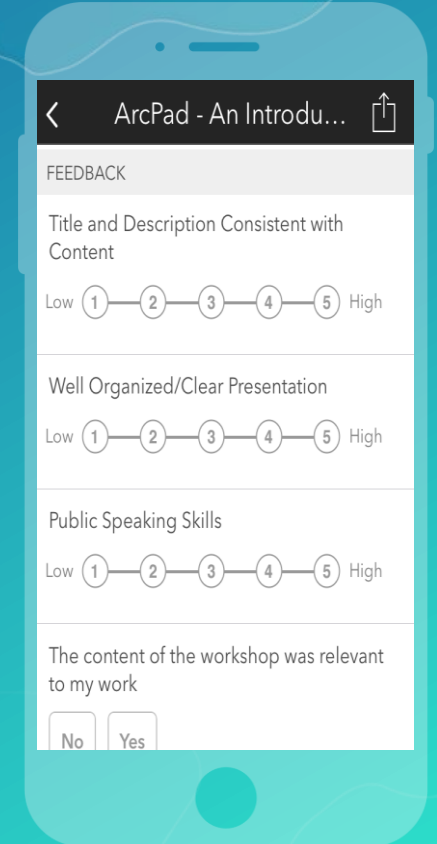 ArcPad - An Introdu...
FEEDBACK
Title and Description Consistent with
Content
Low 1 2 3 4 5 High
Well Organized/Clear Presentation
Low 1 2 3 4 5 High
Public Speaking Skills
Low 1 2 3 4 5 High
The content of the workshop was relevant
to my work
No Yes